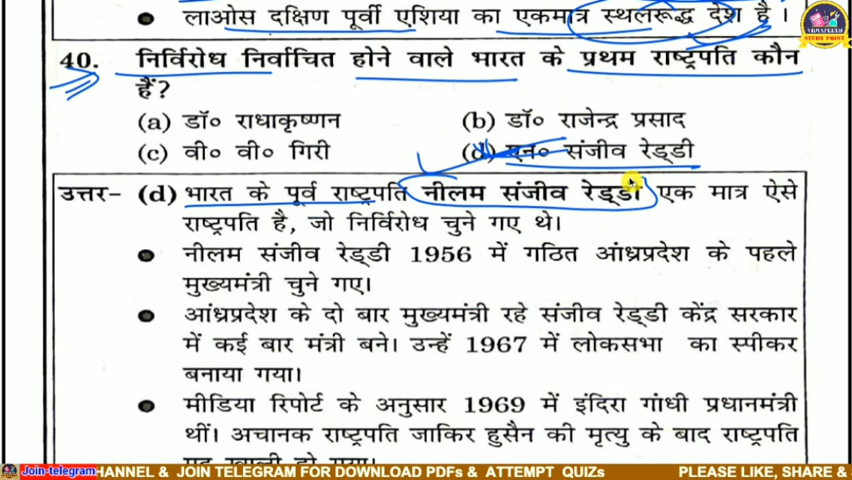 ● लाओस दक्षिण पूर्वी एशिया का एकमात्र स्थलरूद्ध देश है ।
40. निर्विरोध निर्वाचित होने वाले भारत के प्रथम राष्ट्रपति कौन
हैं?
(a) डॉ० राधाकृष्णन (b) डॉ० राजेन्द्र प्रसाद
(c) वी० वी० गिरी (d) एन० संजीव रेड्डी
उत्तर- (d) भारत के पूर्व राष्ट्रपति नीलम संजीव रेड्डी एक मात्र ऐसे
राष्ट्रपति है, जो निर्विरोध चुने गए थे।
● नीलम संजीव रेड्डी 1956 में गठित आंध्रप्रदेश के पहले
मुख्यमंत्री चुने गए।
● आंध्रप्रदेश के दो बार मुख्यमंत्री रहे संजीव रेड्डी केंद्र सरकार
में कई बार मंत्री बने। उन्हें 1967 में लोकसभा का स्पीकर
बनाया गया।
● मीडिया रिपोर्ट के अनुसार 1969 में इंदिरा गांधी प्रधानमंत्री
थीं। अचानक राष्ट्रपति जाकिर हुसैन की मृत्यु के बाद राष्ट्रपति
Join-telegram HANNEL & JOIN TELEGRAM FOR DOWNLOAD PDFs & ATTEMPT QUIZs PLEASE LIKE, SHARE &